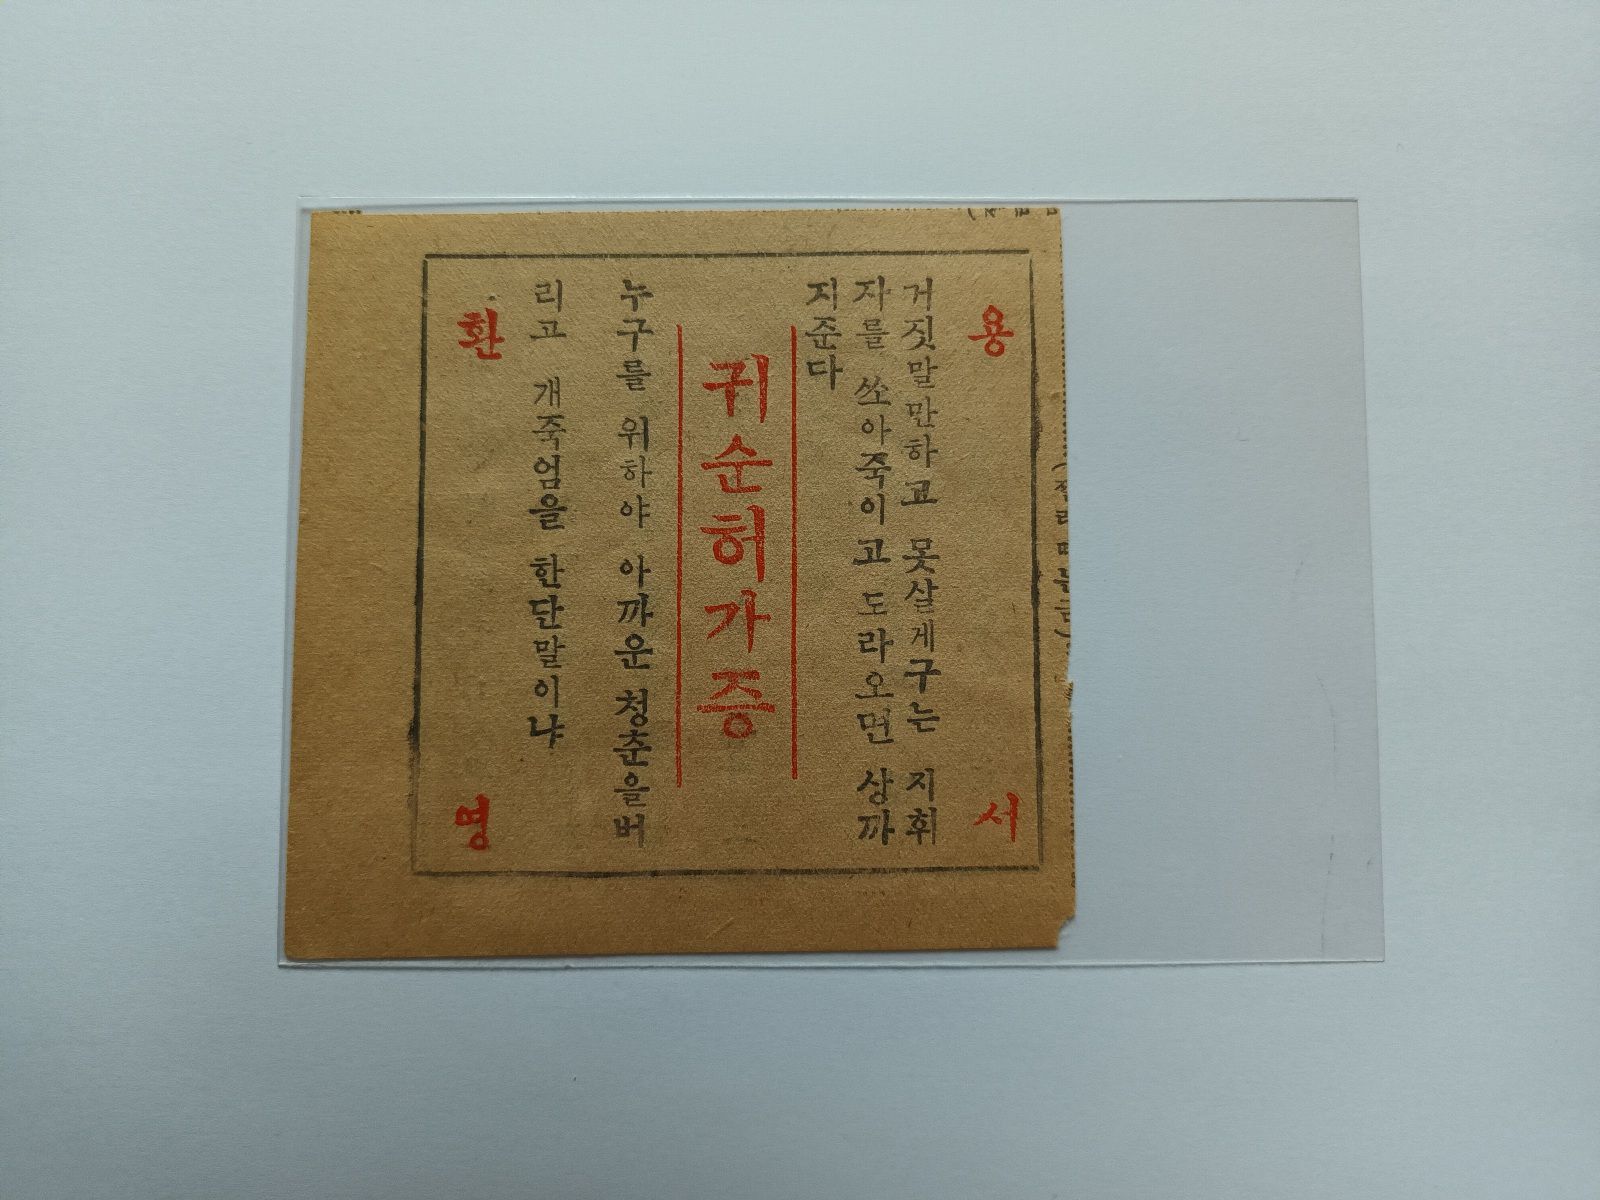 용서
거짓말만하고 못살게구는 지휘
자를 쏘아죽이고 도라오면 상까
지준다
귀순허가증
누구를 위하야 아까운 청춘을버
리고 개죽엄을 한단말이냐
환영